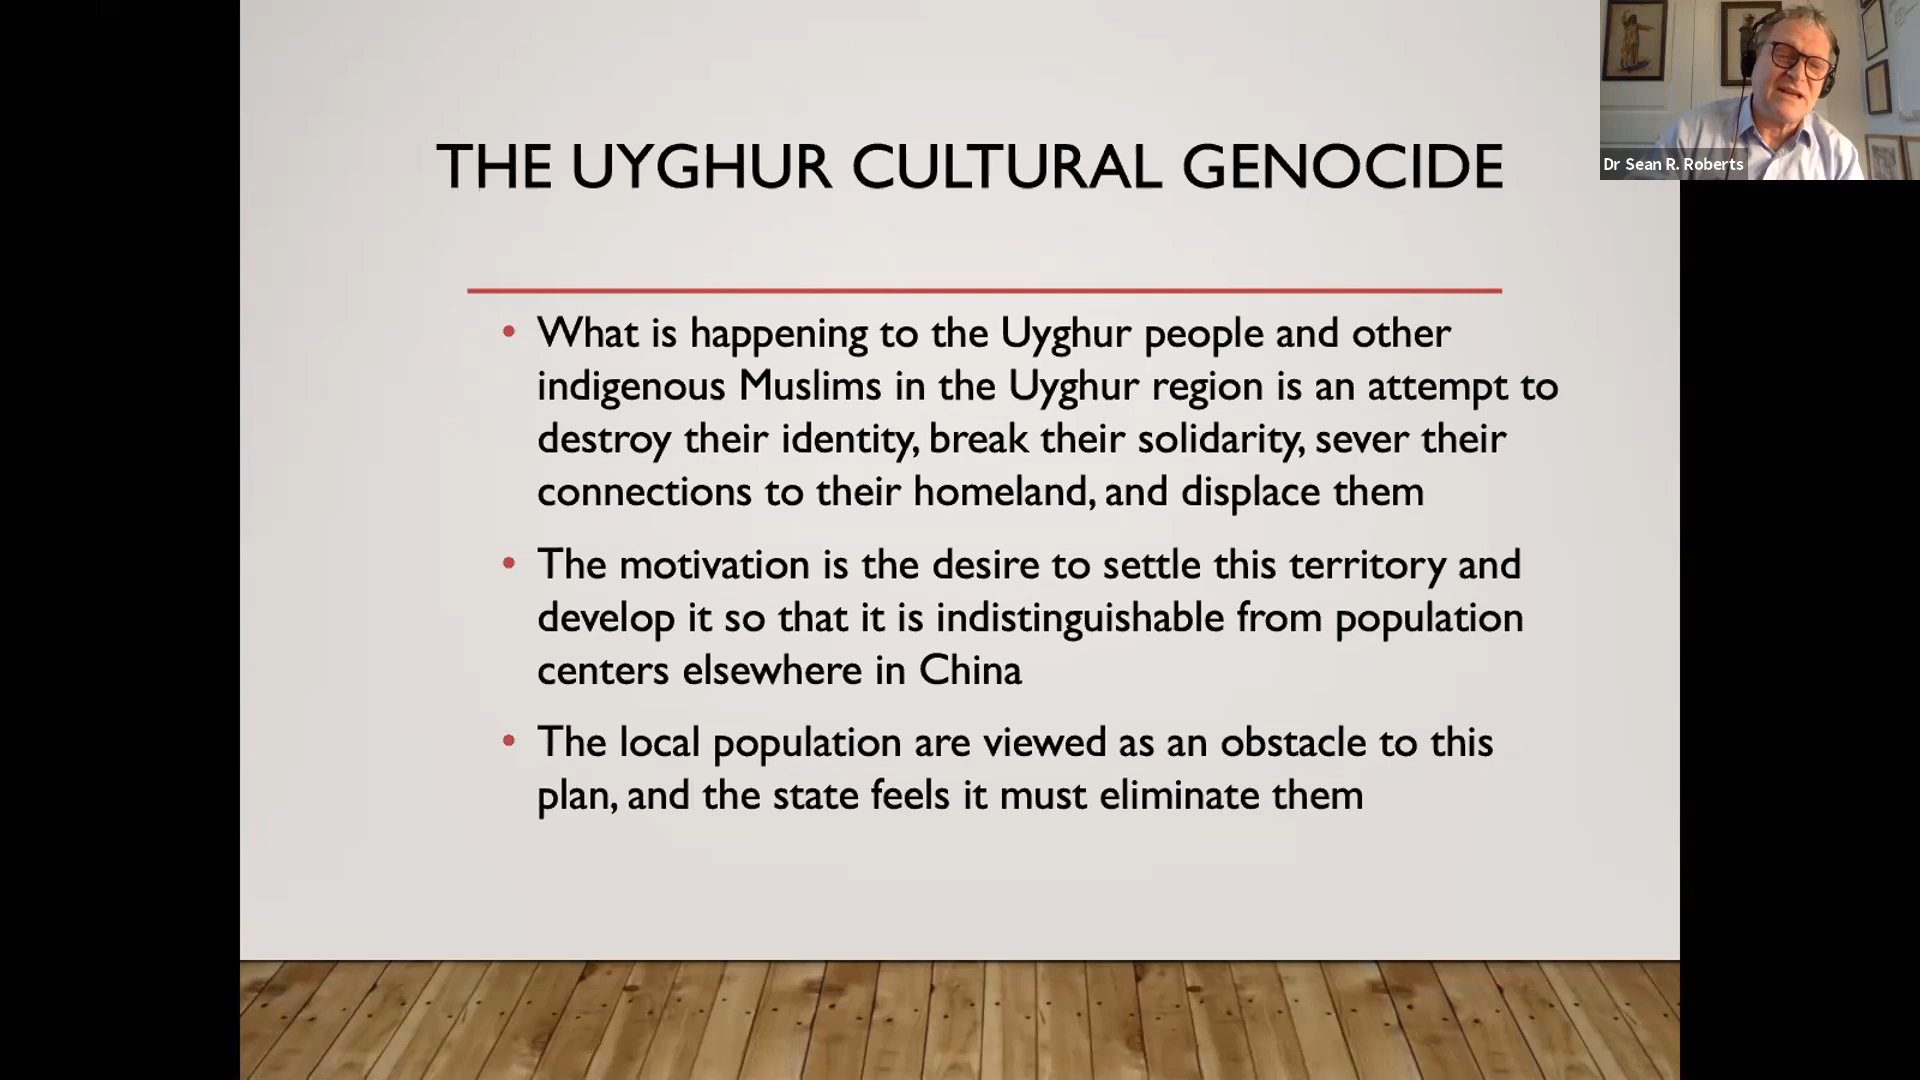 THE UYGHUR CULTURAL GENOCIDE
Dr Sean R. Roberts
• What is happening to the Uyghur people and other
indigenous Muslims in the Uyghur region is an attempt to
destroy their identity, break their solidarity, sever their
connections to their homeland, and displace them
• The motivation is the desire to settle this territory and
develop it so that it is indistinguishable from population
centers elsewhere in China
• The local population are viewed as an obstacle to this
plan, and the state feels it must eliminate them